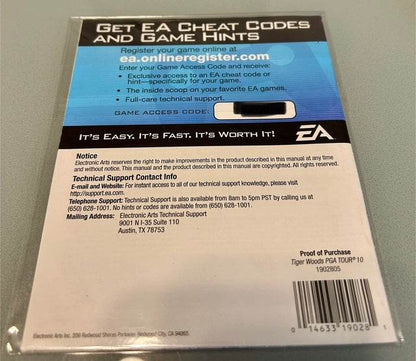 GET EA CHEAT CODES
AND GAME HINTS
Register your game online at
ea.onlineregister.com
Enter your Game Access Code and receive:
• Exclusive access to an EA cheat code or
hint—specifically for your game.
• The inside scoop on your favorite EA games.
• Full-care technical support.
GAME ACCESS CODE:
IT'S EASY. IT'S FAST. IT'S WORTH IT!
EA
Notice
Electronic Arts reserves the right to make improvements in the product described in this manual at any time
and without notice. This manual and the product described in this manual are copyrighted. All rights reserved.
Technical Support Contact Info
E-mail and Website: For instant access to all of our technical support knowledge, please visit
http://support.ea.com.
Telephone Support: Technical Support is also available from 8am to 5pm PST by calling us at
(650) 628-1001. No hints or codes are available from (650) 628-1001.
Mailing Address: Electronic Arts Technical Support
9001 N I-35 Suite 110
Austin, TX 78753
Proof of Purchase
Tiger Woods PGA TOUR® 10
1902805
Electronic Arts Inc. 209 Redwood Shores Parkway, Redwood City, CA 94065.
0 14633 19028